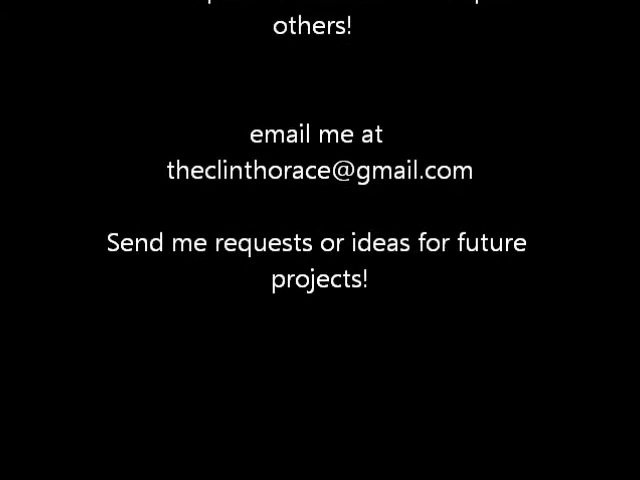 others!
email me at
theclinthorace@gmail.com
Send me requests or ideas for future
projects!